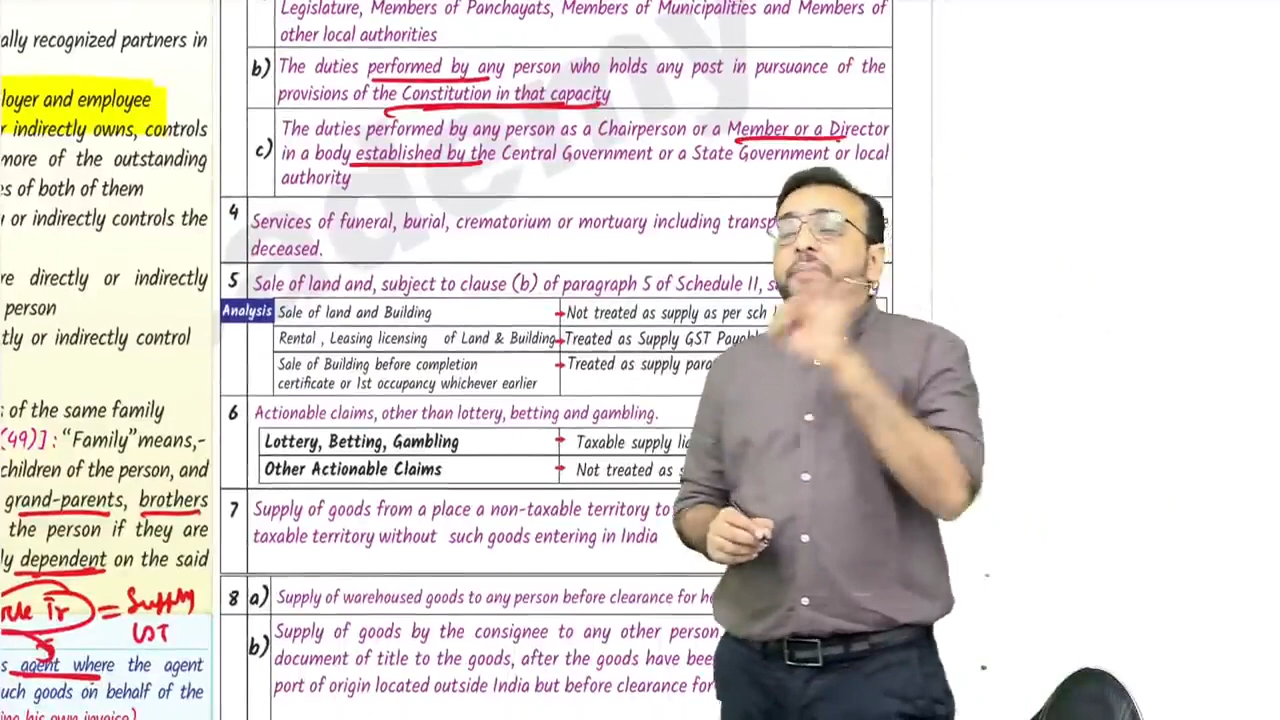 ally recognized partners in
loyer and employee
r indirectly owns, controls
more of the outstanding
es of both of them
or indirectly controls the
re directly or indirectly
person
tly or indirectly control
of the same family
(49)] : “Family”means,-
children of the person, and
grand-parents, brothers
the person if they are
ly dependent on the said
= Supply
s agent where the agent
uch goods on behalf of the
ing his own invoice)
Legislature, Members of Panchayats, Members of Municipalities and Members of
other local authorities
b) The duties performed by any person who holds any post in pursuance of the
provisions of the Constitution in that capacity
c) The duties performed by any person as a Chairperson or a Member or a Director
in a body established by the Central Government or a State Government or local
authority
4 Services of funeral, burial, crematorium or mortuary including transp
deceased.
5 Sale of land and, subject to clause (b) of paragraph 5 of Schedule II, s
Analysis Sale of land and Building Not treated as supply as per sch
Rental , Leasing licensing of Land & Building Treated as Supply GST Payabl
Sale of Building before completion Treated as supply para
certificate or 1st occupancy whichever earlier
6 Actionable claims, other than lottery, betting and gambling.
Lottery, Betting, Gambling Taxable supply li
Other Actionable Claims Not treated as s
7 Supply of goods from a place a non-taxable territory to
taxable territory without such goods entering in India
8 a) Supply of warehoused goods to any person before clearance for h
b) Supply of goods by the consignee to any other person
document of title to the goods, after the goods have been
port of origin located outside India but before clearance for